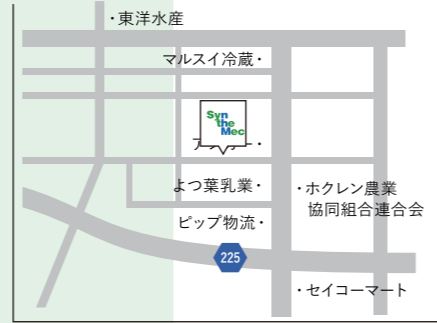 ・東洋水産
マルスイ冷蔵・
Syn
the
Mec
よつ葉乳業・
・ホクレン農業
協同組合連合会
ピップ物流・
225
・セイコーマート